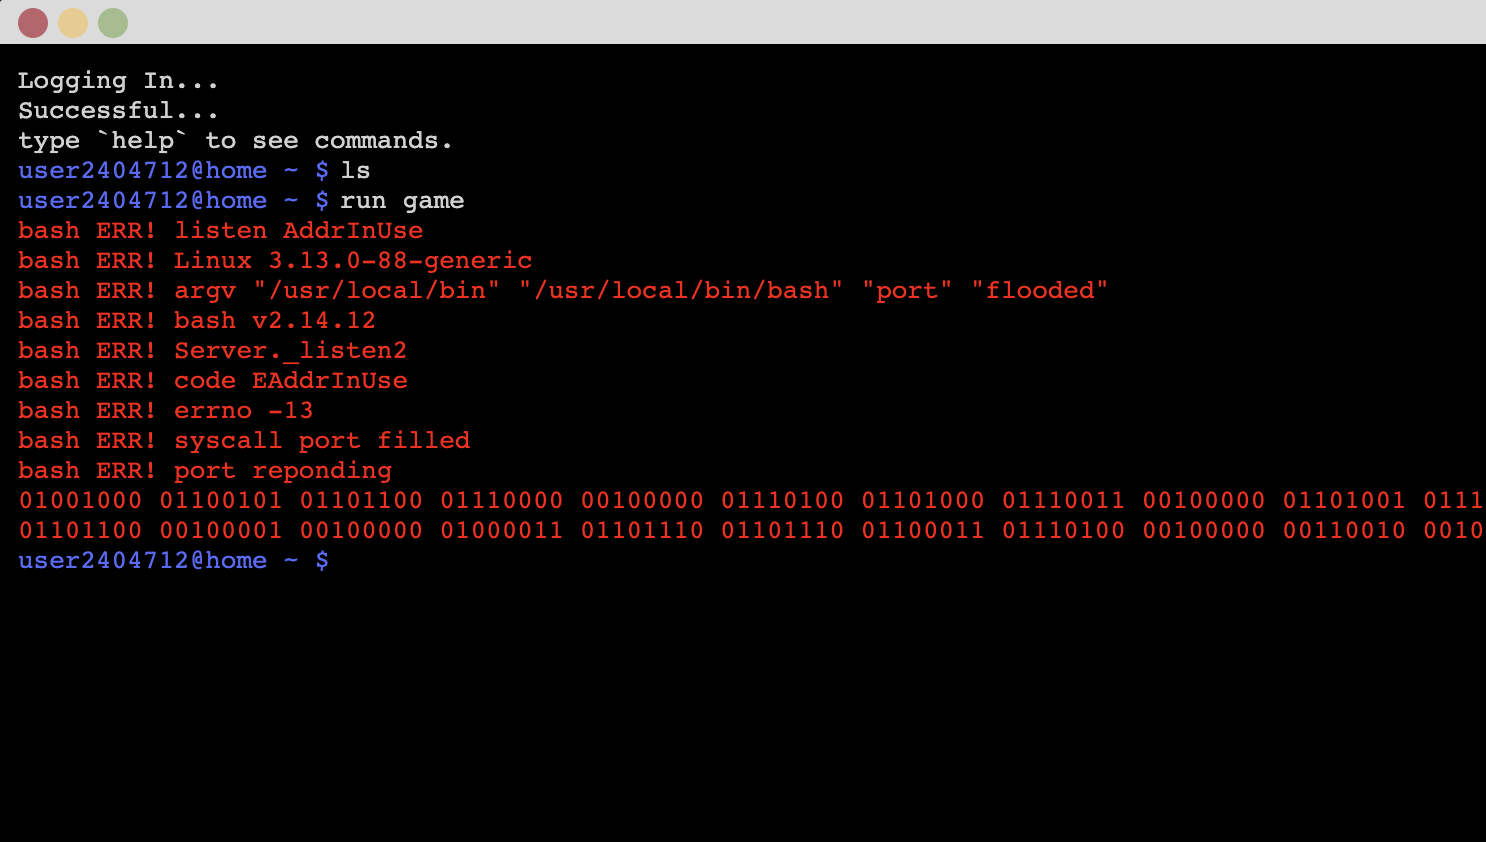 Logging In...
Successful...
type `help` to see commands.
user2404712@home ~ $ ls
user2404712@home ~ $ run game
bash ERR! listen AddrInUse
bash ERR! Linux 3.13.0-88-generic
bash ERR! argv "/usr/local/bin" "/usr/local/bin/bash" "port" "flooded"
bash ERR! bash v2.14.12
bash ERR! Server._listen2
bash ERR! code EAddrInUse
bash ERR! errno -13
bash ERR! syscall port filled
bash ERR! port reponding
01001000 01100101 01101100 01110000 00100000 01110100 01101000 01110011 00100000 01101001 0111
01101100 00100001 00100000 01000011 01101110 01101110 01100011 01110100 00100000 00110010 0010
user2404712@home ~ $